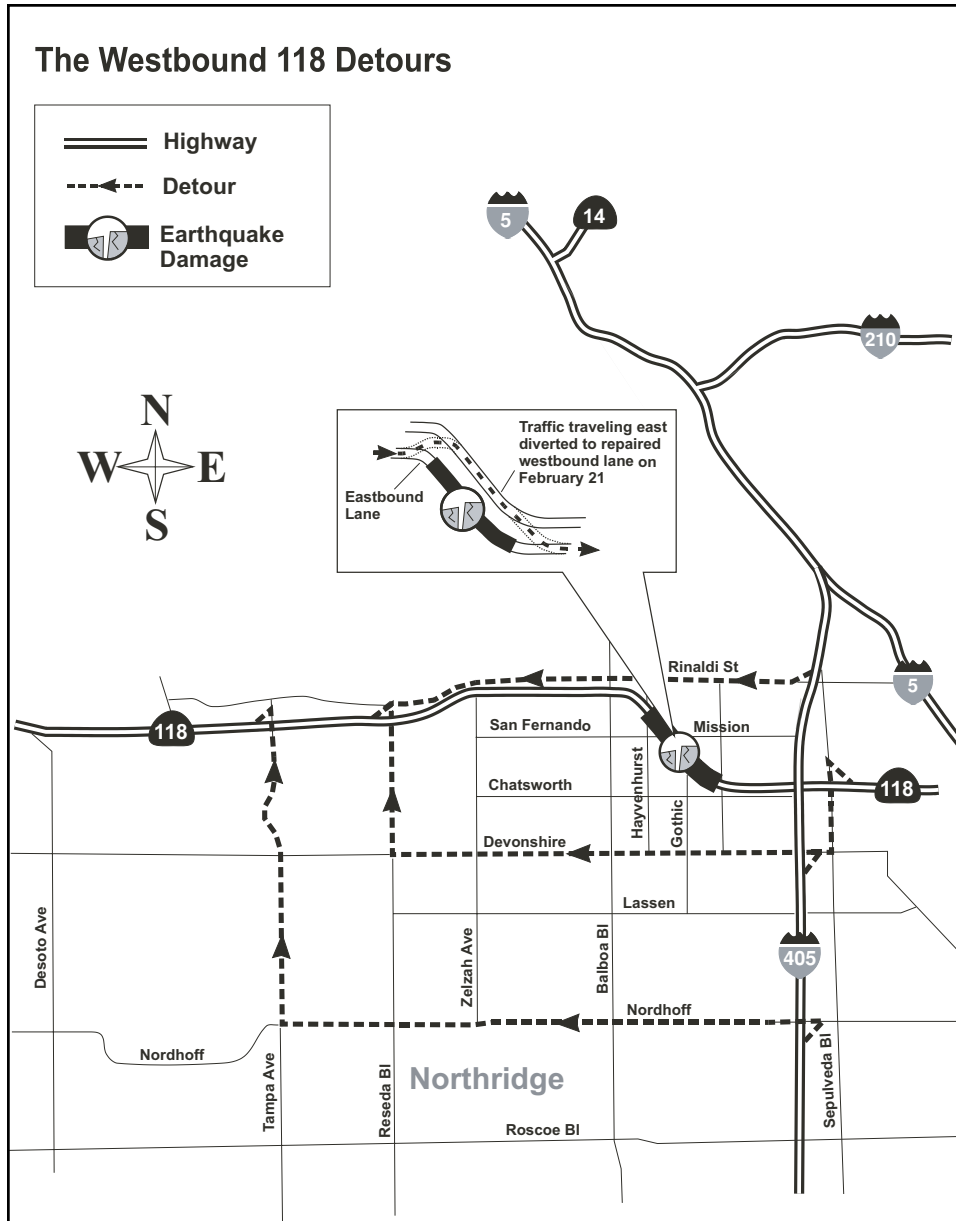 The Westbound 118 Detours
Highway
Detour
Earthquake
Damage
5
14
210
N
W E
S
Traffic traveling east
diverted to repaired
westbound lane on
February 21
Eastbound
Lane
Rinaldi St
5
118
San Fernando
Mission
Chatsworth
118
Hayvenhurst
Gothic
Devonshire
Lassen
Desoto Ave
Zelzah Ave
Balboa Bl
405
Nordhoff
Nordhoff
Tampa Ave
Reseda Bl
Northridge
Sepulveda Bl
Roscoe Bl